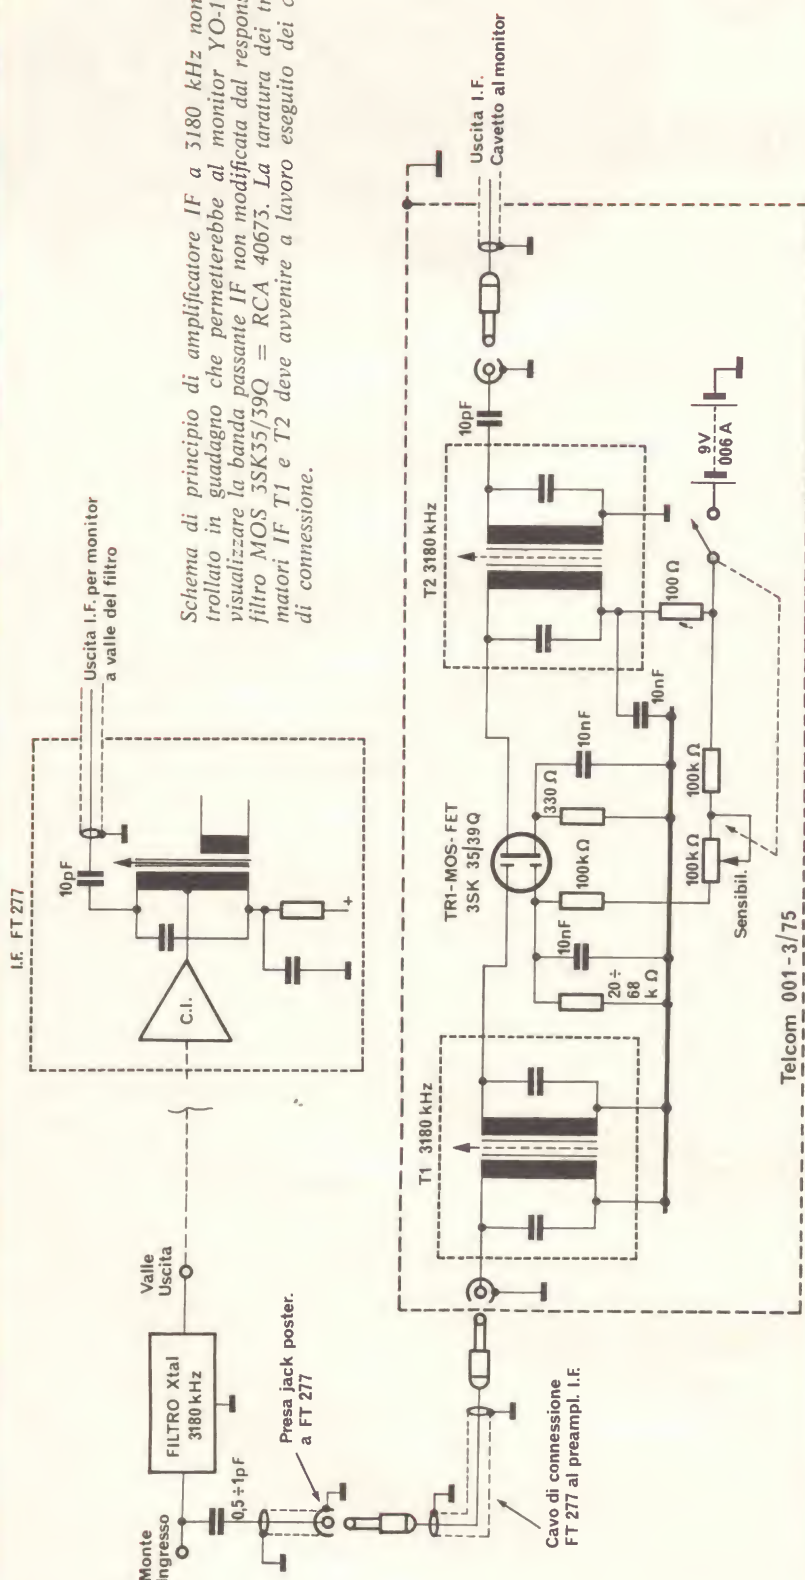 Schema di principio di amplificatore IF a 3180 kHz non
trollato in guadagno che permetterebbe al monitor YO-1
visualizzare la banda passante IF non modificata dal respons
filtro MOS 3SK35/39Q = RCA 40673. La taratura dei tr
matori IF T1 e T2 deve avvenire a lavoro eseguito dei c
di connessione.
I.F. FT 277
10pF
Uscita I.F. per monitor
a valle del filtro
C.I.
+
Monte
ingresso
FILTRO Xtal
3180 kHz
Valle
Uscita
0,5÷1pF
Presa jack poster.
a FT 277
Cavo di connessione
FT 277 al preampl. I.F.
T1 3180 kHz
TR1-MOS-FET
3SK 35/39Q
T2 3180 kHz
10pF
Uscita I.F.
Cavetto al monitor
20÷
68
k Ω
10nF
100kΩ
330 Ω
10nF
10nF
100 Ω
9V
006 A
100k Ω
Sensibil.
100k Ω
Telcom 001-3/75